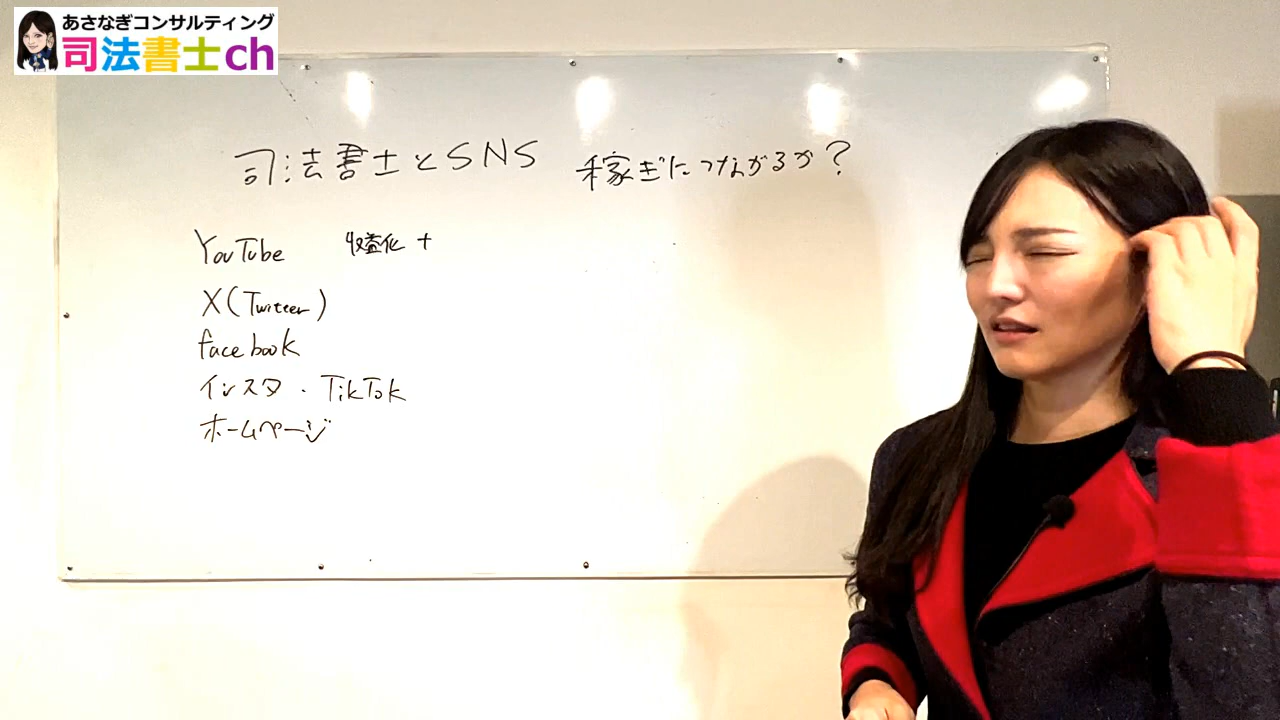 あさなぎコンサルティング
司法書士ch
司法書士とSNS 稼ぎにつながるか?
YouTube 収益化 +
X(Twitter)
facebook
インスタ・TikTok
ホームページ